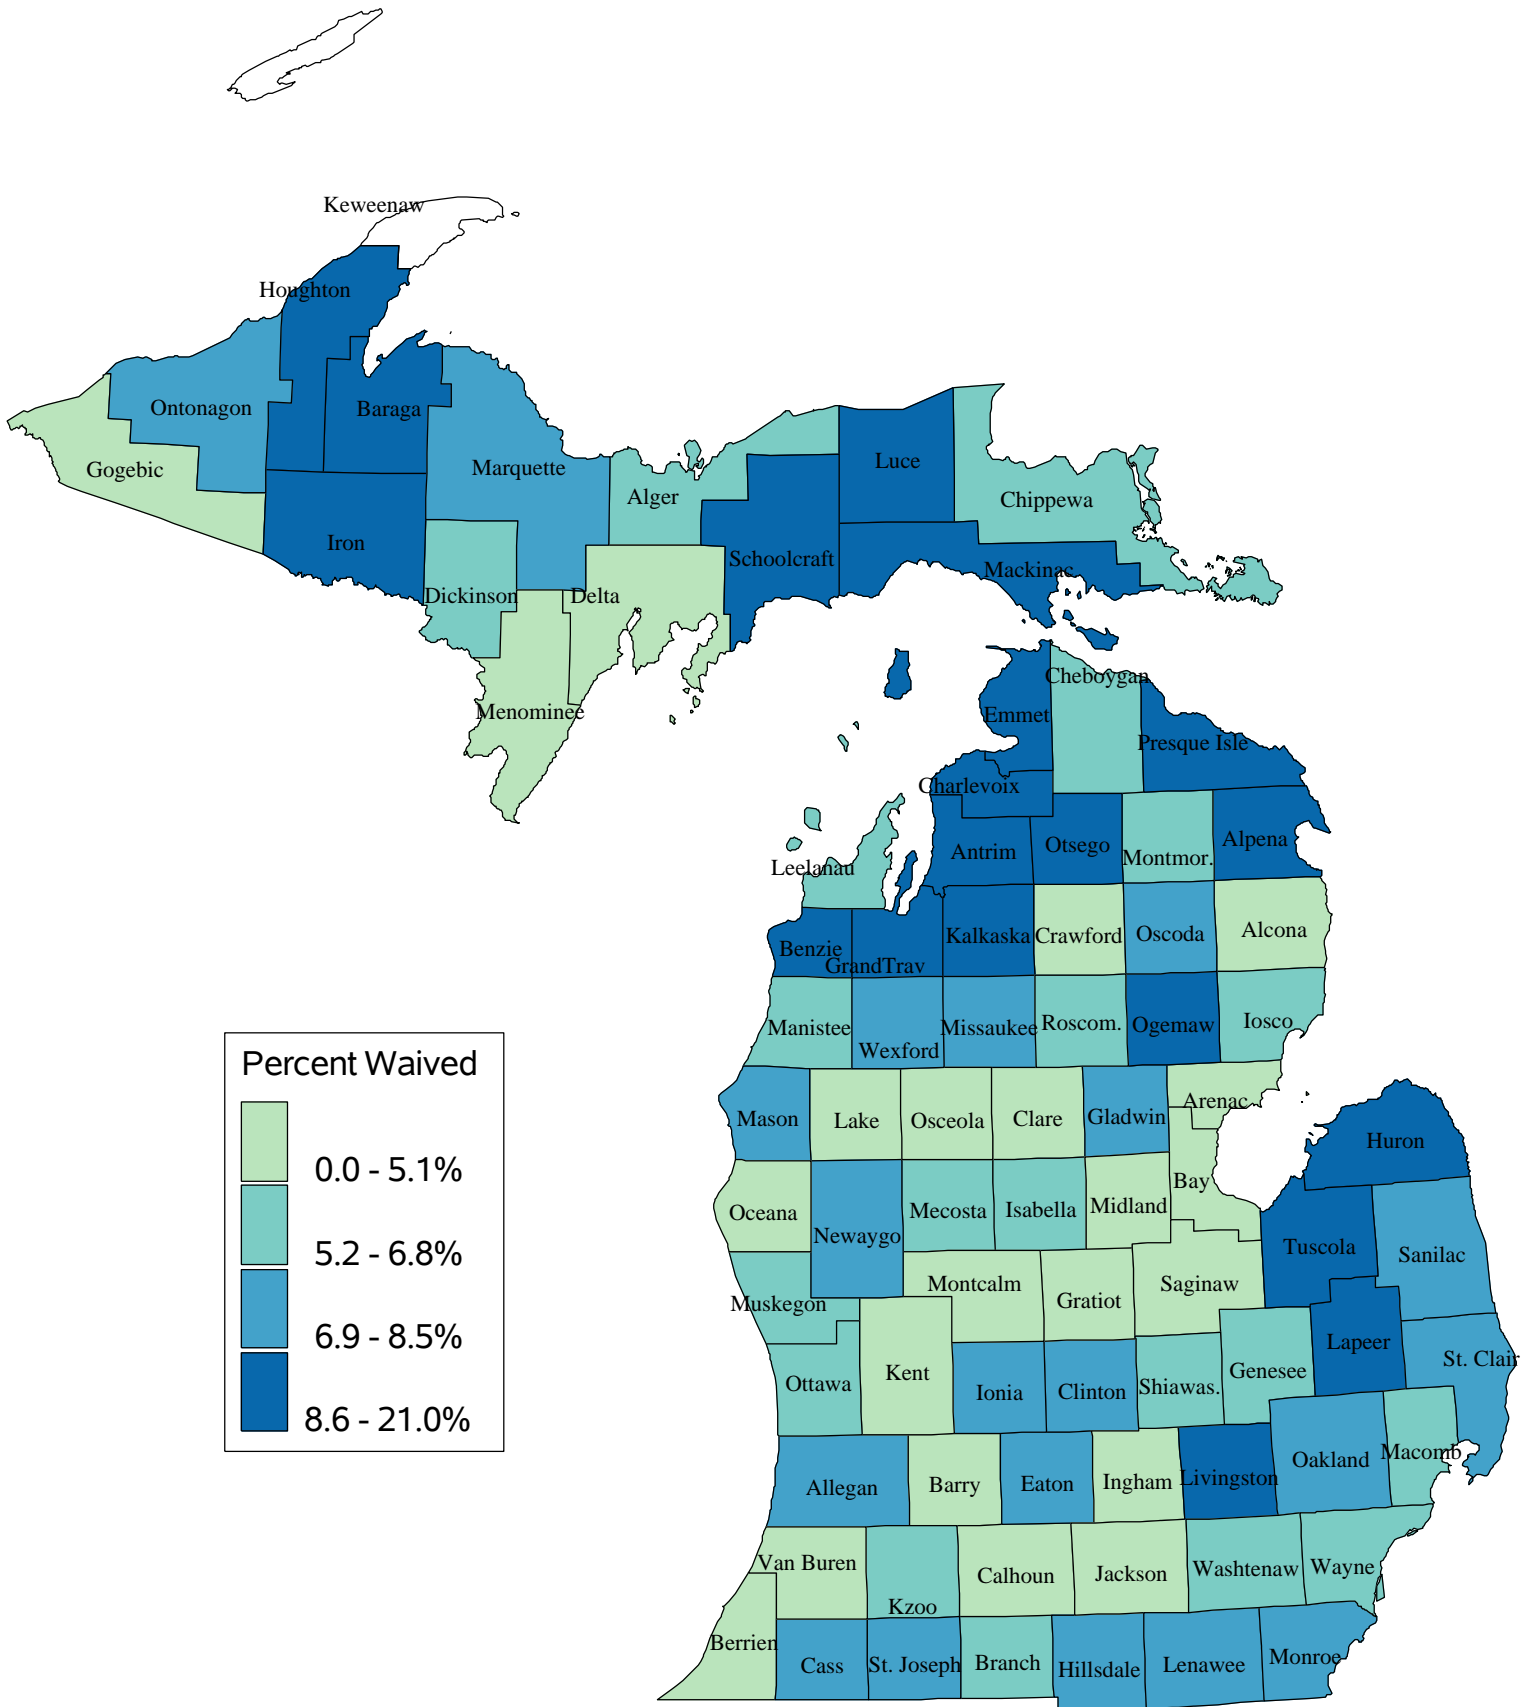 Keweenaw
Houghton
Ontonagon
Baraga
Gogebic
Marquette
Luce
Alger
Chippewa
Iron
Schoolcraft
Mackinac
Dickinson
Delta
Cheboygan
Menominee
Emmet
Presque Isle
Charlevoix
Antrim
Otsego
Montmor.
Alpena
Leelanau
Benzie
GrandTrav
Kalkaska
Crawford
Oscoda
Alcona
Manistee
Wexford
Missaukee
Roscom.
Ogemaw
Iosco
Percent Waived
0.0 - 5.1%
5.2 - 6.8%
6.9 - 8.5%
8.6 - 21.0%
Mason
Lake
Osceola
Clare
Gladwin
Arenac
Huron
Oceana
Newaygo
Mecosta
Isabella
Midland
Bay
Tuscola
Sanilac
Muskegon
Montcalm
Gratiot
Saginaw
Lapeer
St. Clair
Ottawa
Kent
Ionia
Clinton
Shiawas.
Genesee
Allegan
Barry
Eaton
Ingham
Livingston
Oakland
Macomb
Van Buren
Kzoo
Calhoun
Jackson
Washtenaw
Wayne
Berrien
Cass
St. Joseph
Branch
Hillsdale
Lenawee
Monroe